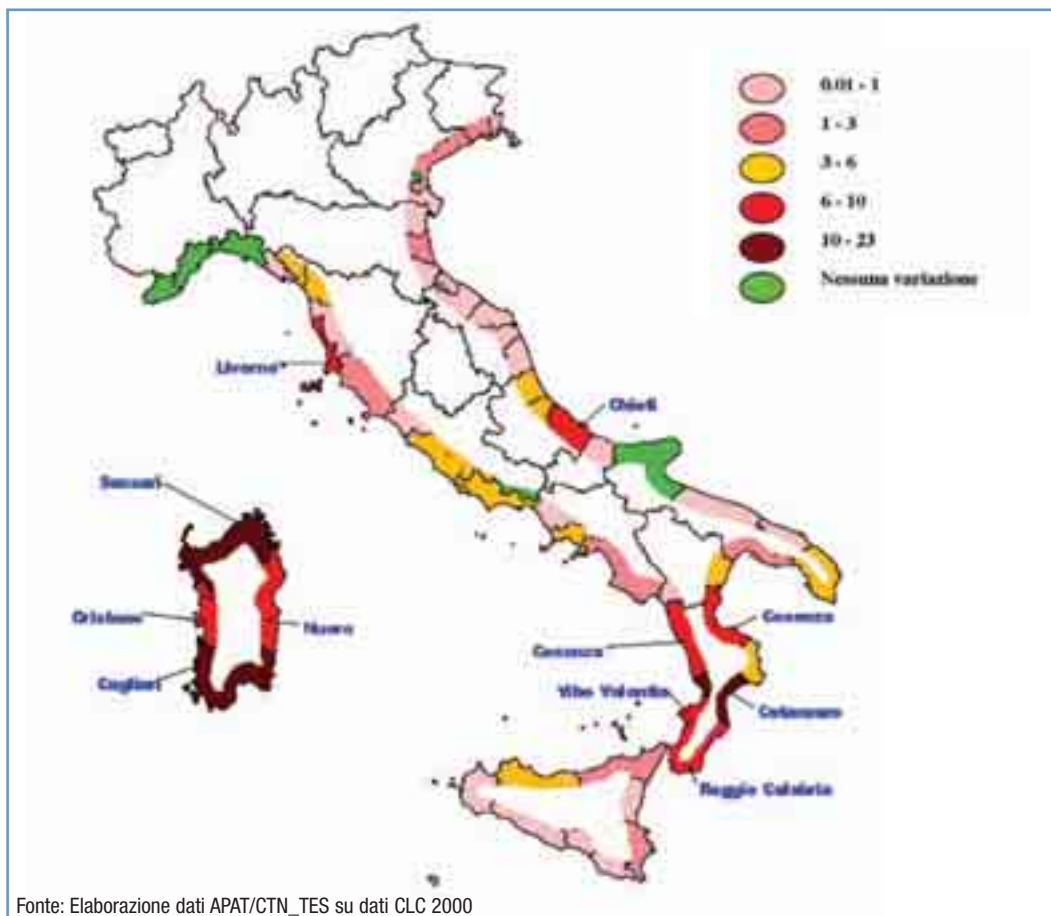 0.01 - 1
1 - 3
3 - 6
6 - 10
10 - 23
Nessuna variazione
Livorno
Chieti
Sassari
Oristano
Nuoro
Cagliari
Cosenza
Cosenza
Vibo Valentia
Catanzaro
Reggio Calabria
Fonte: Elaborazione dati APAT/CTN_TES su dati CLC 2000